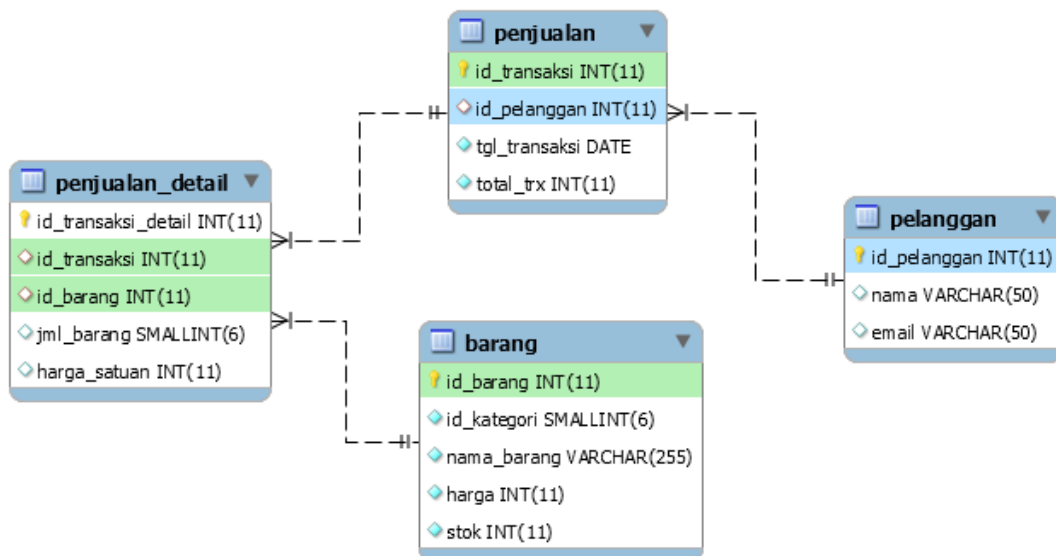 penjualan
id_transaksi INT(11)
id_pelanggan INT(11)
tgl_transaksi DATE
total_trx INT(11)
penjualan_detail
id_transaksi_detail INT(11)
id_transaksi INT(11)
id_barang INT(11)
jml_barang SMALLINT(6)
harga_satuan INT(11)
pelanggan
id_pelanggan INT(11)
nama VARCHAR(50)
email VARCHAR(50)
barang
id_barang INT(11)
id_kategori SMALLINT(6)
nama_barang VARCHAR(255)
harga INT(11)
stok INT(11)